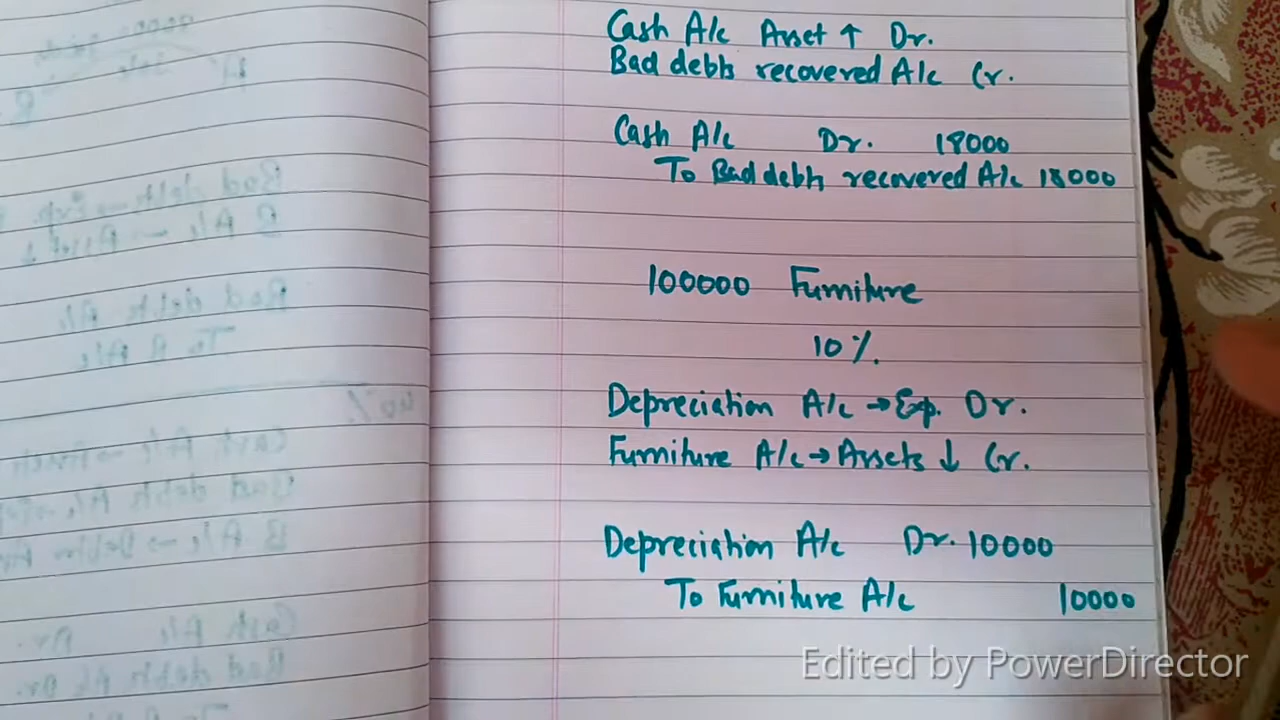 Cash A/c Asset ↑ Dr.
Bad debts recovered A/c Cr.
Cash A/c Dr. 18000
To Bad debts recovered A/c 18000
100000 Furniture
10%.
Depreciation A/c → Exp. Dr.
Furniture A/c → Assets ↓ Cr.
Depreciation A/c Dr. 10000
To Furniture A/c 10000
Edited by PowerDirector